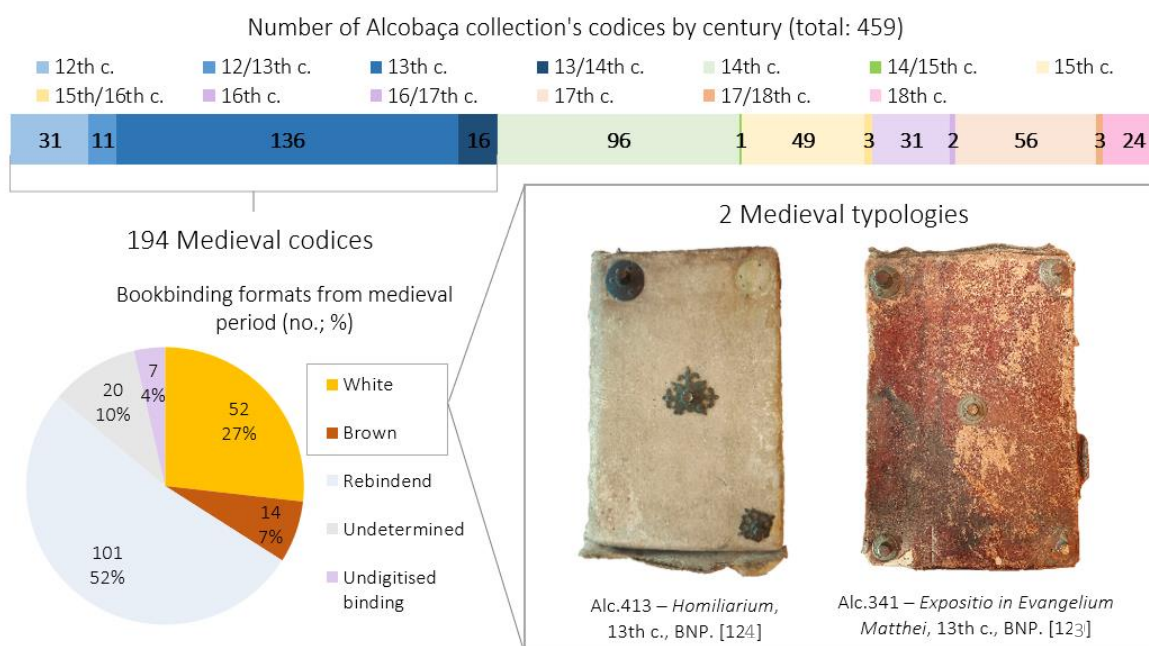 Number of Alcobaça collection's codices by century (total: 459)
12th c. 12/13th c. 13th c. 13/14th c. 14th c. 14/15th c. 15th c.
15th/16th c. 16th c. 16/17th c. 17th c. 17/18th c. 18th c.
31 11 136 16 96 1 49 3 31 2 56 3 24
194 Medieval codices
Bookbinding formats from medieval
period (no.; %)
52
27%
14
7%
101
52%
20
10%
7
4%
White
Brown
Rebindend
Undetermined
Undigitised
binding
2 Medieval typologies
Alc.413 – Homiliarium,
13th c., BNP. [124]
Alc.341 – Expositio in Evangelium
Matthei, 13th c., BNP. [123]